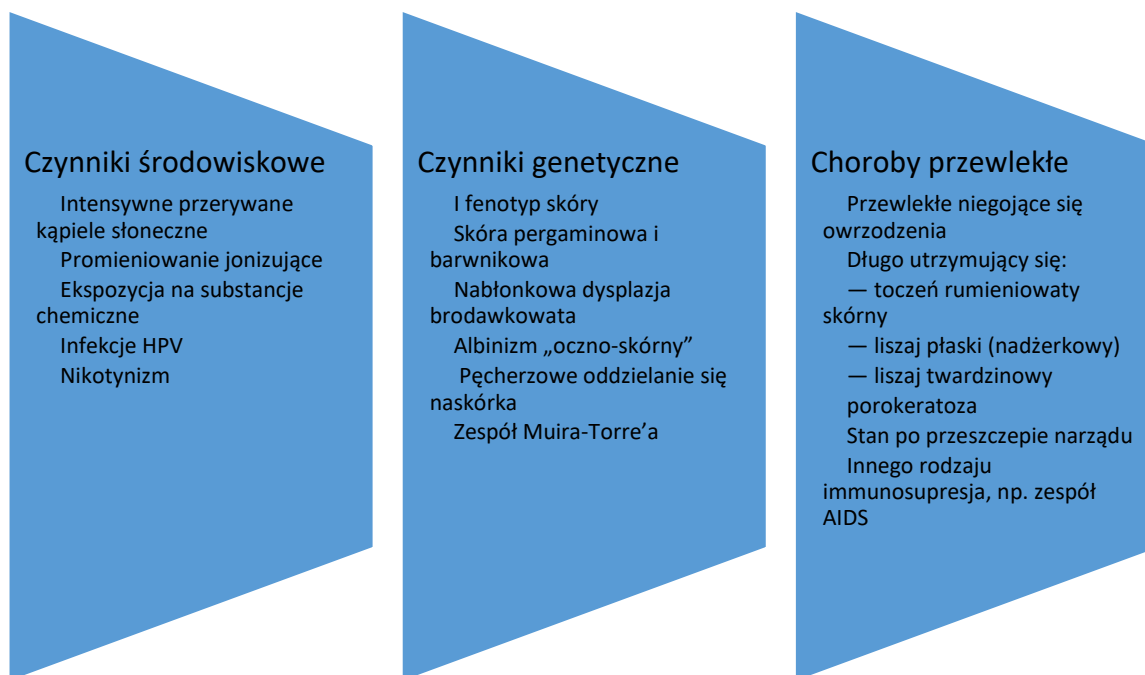 Czynniki środowiskowe
Intensywne przerywane
kąpiele słoneczne
Promieniowanie jonizujące
Ekspozycja na substancje
chemiczne
Infekcje HPV
Nikotynizm
Czynniki genetyczne
I fenotyp skóry
Skóra pergaminowa i
barwnikowa
Nabłonkowa dysplazja
brodawkowata
Albinizm „oczno-skórny”
Pęcherzowe oddzielanie się
naskórka
Zespół Muira-Torre’a
Choroby przewlekłe
Przewlekłe niegojące się
owrzodzenia
Długo utrzymujący się:
— toczeń rumieniowaty
skórny
— liszaj płaski (nadżerkowy)
— liszaj twardzinowy
porokeratoza
Stan po przeszczepie narządu
Innego rodzaju
immunosupresja, np. zespół
AIDS